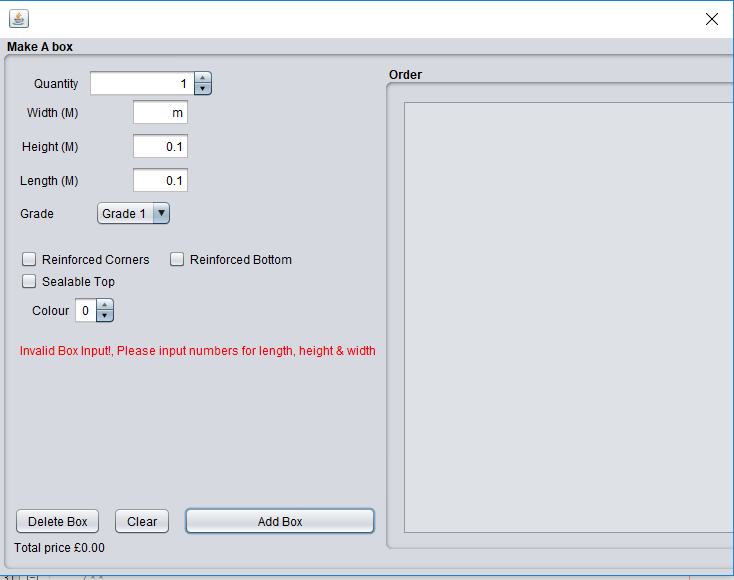 Make A box
Quantity 1
Width (M) m
Height (M) 0.1
Length (M) 0.1
Grade Grade 1
Reinforced Corners Reinforced Bottom
Sealable Top
Colour 0
Invalid Box Input!, Please input numbers for length, height & width
Delete Box Clear Add Box
Total price £0.00
Order